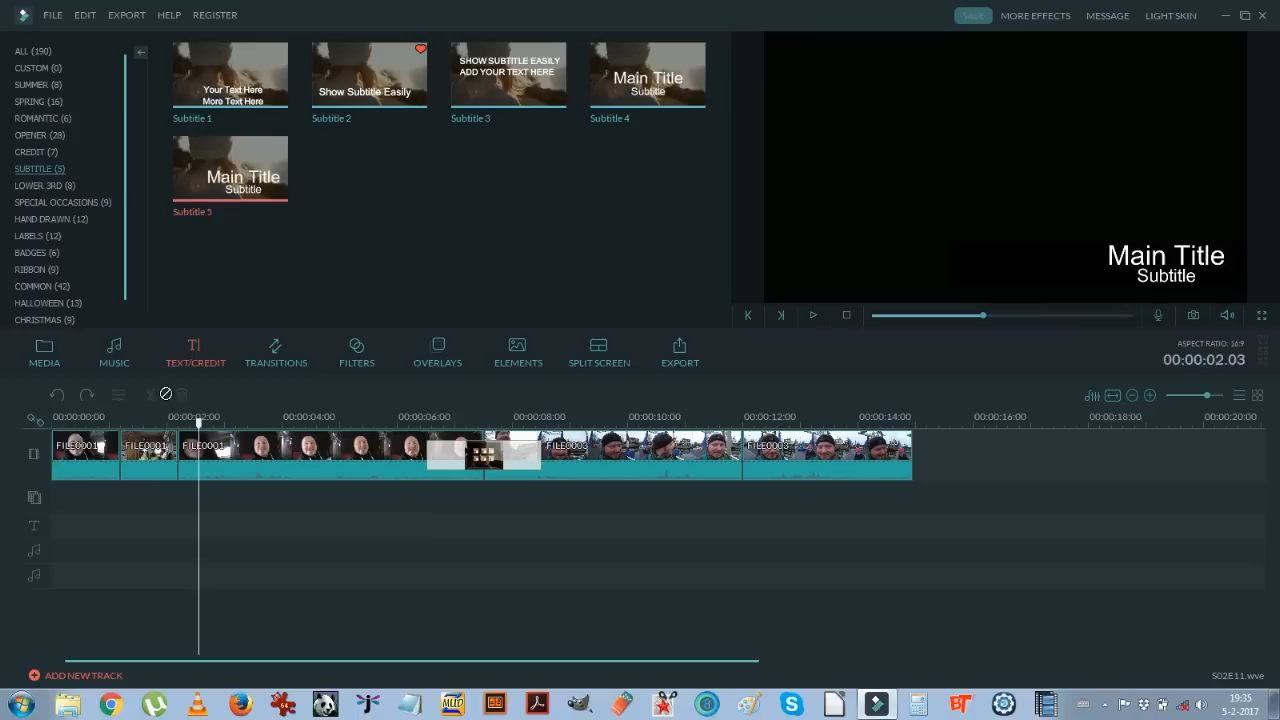 FILE EDIT EXPORT HELP REGISTER Save MORE EFFECTS MESSAGE LIGHT SKIN
ALL (190)
CUSTOM (0)
SUMMER (8)
SPRING (16)
ROMANTIC (6)
OPENER (28)
CREDIT (7)
SUBTITLE (5)
LOWER 3RD (8)
SPECIAL OCCASIONS (9)
HAND DRAWN (12)
LABELS (12)
BADGES (6)
RIBBON (9)
COMMON (42)
HALLOWEEN (13)
CHRISTMAS (9)
Your Text Here
More Text Here
Subtitle 1
Show Subtitle Easily
Subtitle 2
SHOW SUBTITLE EASILY
ADD YOUR TEXT HERE
Subtitle 3
Main Title
Subtitle
Subtitle 4
Main Title
Subtitle
Subtitle 5
Main Title
Subtitle
MEDIA MUSIC TEXT/CREDIT TRANSITIONS FILTERS OVERLAYS ELEMENTS SPLIT SCREEN EXPORT
ASPECT RATIO: 16:9
00:00:02.03
00:00:00:00 00:00:02:00 00:00:04:00 00:00:06:00 00:00:08:00 00:00:10:00 00:00:12:00 00:00:14:00 00:00:16:00 00:00:18:00 00:00:20:00
FILE0001 FILE0001 FILE0001 FILE0003 FILE0003
ADD NEW TRACK
S02E11.wve
19:35
5-2-2017